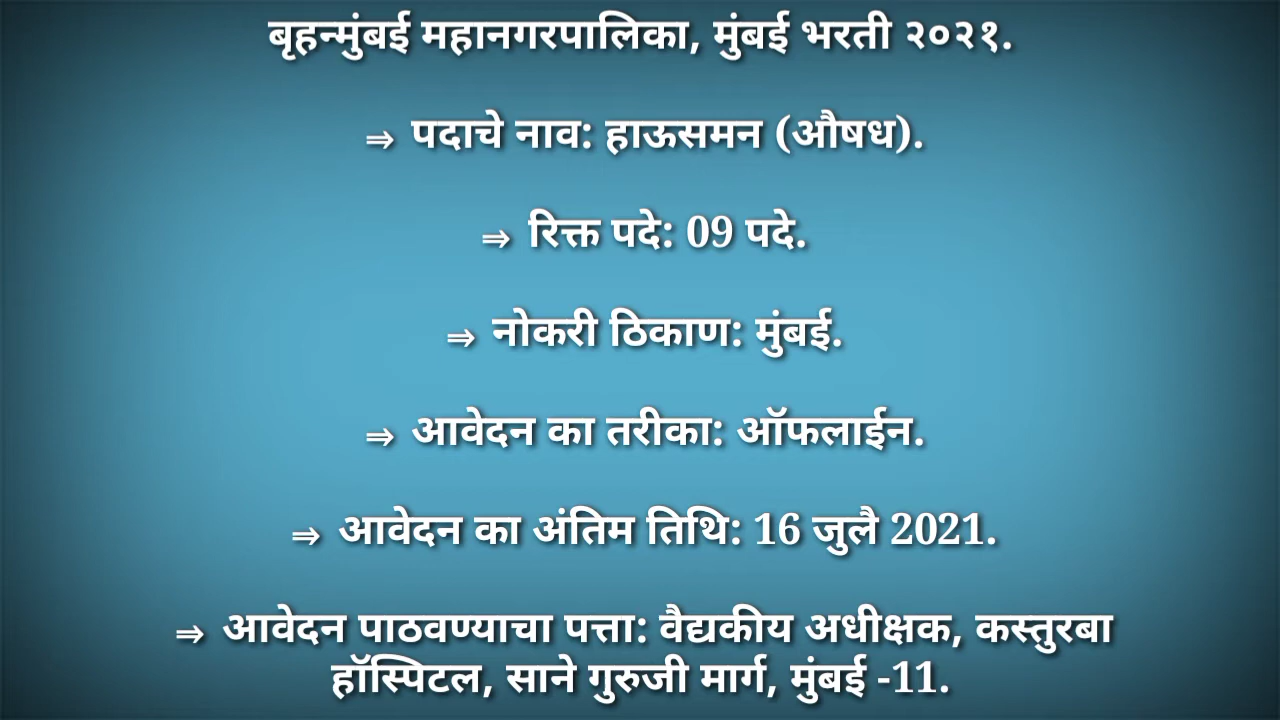 बृहन्मुंबई महानगरपालिका, मुंबई भरती २०२१.
⇒ पदाचे नाव: हाऊसमन (औषध).
⇒ रिक्त पदे: 09 पदे.
⇒ नोकरी ठिकाण: मुंबई.
⇒ आवेदन का तरीका: ऑफलाईन.
⇒ आवेदन का अंतिम तिथि: 16 जुलै 2021.
⇒ आवेदन पाठवण्याचा पत्ता: वैद्यकीय अधीक्षक, कस्तुरबा
हॉस्पिटल, साने गुरुजी मार्ग, मुंबई -11.